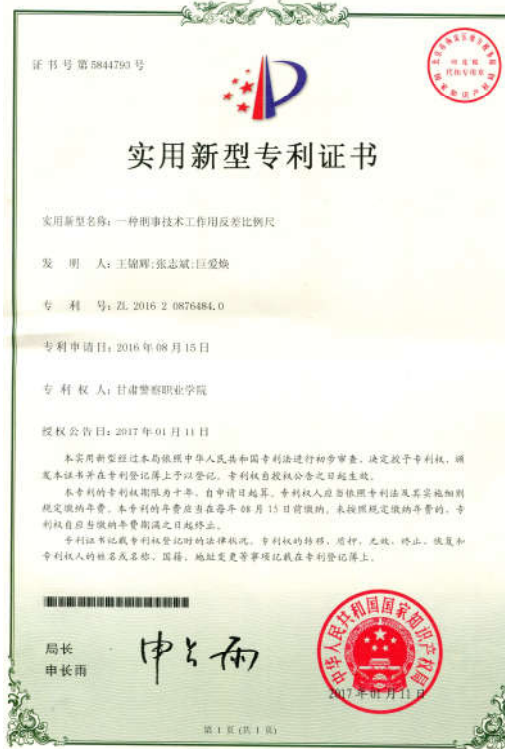 证书号第5844793号
实用新型专利证书
实用新型名称：一种刑事技术工作用反差比例尺
发 明 人：王锦辉;张志斌;巨爱焕
专 利 号：ZL 2016 2 0876484.0
专利申请日：2016年08月15日
专 利 权 人：甘肃警察职业学院
授权公告日：2017年01月11日
本实用新型经过本局依照中华人民共和国专利法进行初步审查，决定授予专利权，颁
发本证书并在专利登记簿上予以登记。专利权自授权公告之日起生效。
本专利的专利权期限为十年，自申请日起算。专利权人应当依照专利法及其实施细则
规定缴纳年费。本专利的年费应当在每年08月15日前缴纳。未按照规定缴纳年费的，专
利权自应当缴纳年费期满之日起终止。
专利证书记载专利权登记时的法律状况。专利权的转移、质押、无效、终止、恢复和
专利权人的姓名或名称、国籍、地址变更等事项记载在专利登记簿上。
局长
申长雨
申长雨
中华人民共和国国家知识产权局
2017年01月11日
第 1 页 (共 1 页)